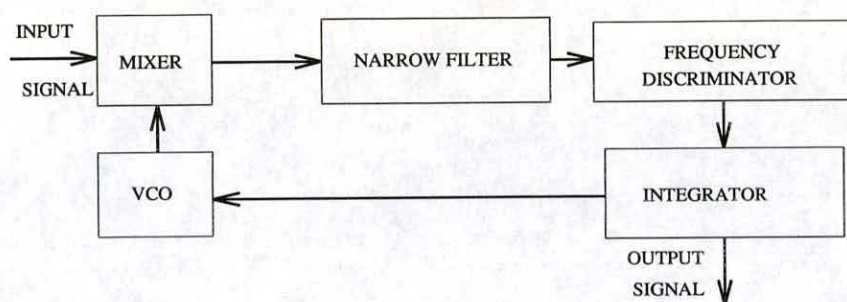 INPUT
SIGNAL
MIXER
NARROW FILTER
FREQUENCY
DISCRIMINATOR
VCO
INTEGRATOR
OUTPUT
SIGNAL